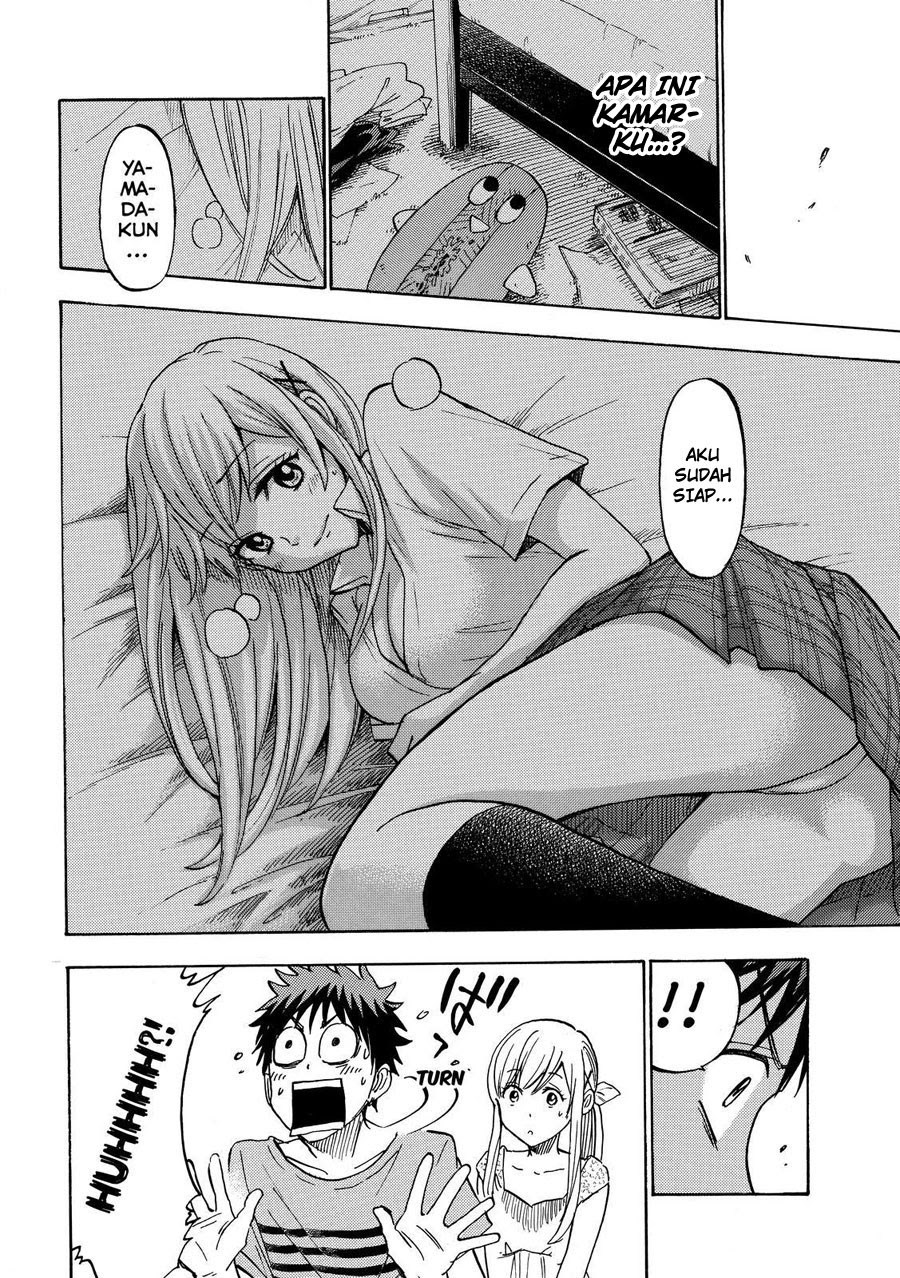 APA INI
KAMAR-
KU...?
YA-
MA-
DA-
KUN
...
AKU
SUDAH
SIAP...
!!
TURN
HUHHHH?!